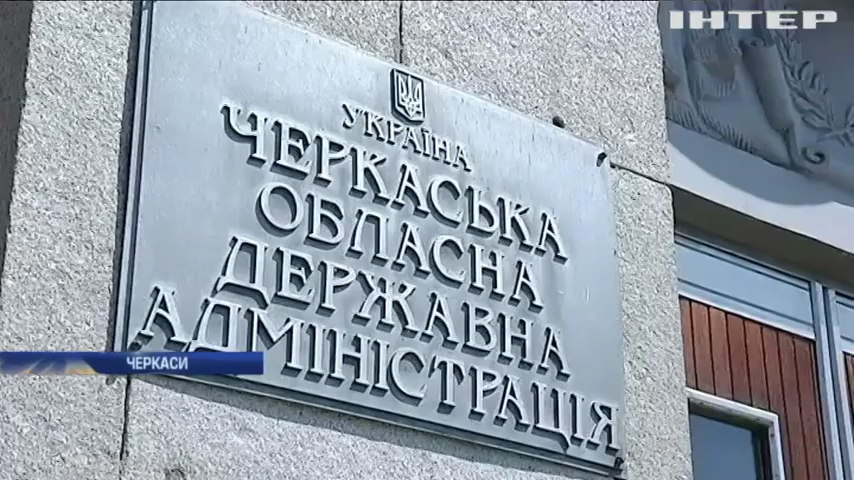 ІНТЕР
УКРАЇНА
ЧЕРКАСЬКА
ОБЛАСНА
ДЕРЖАВНА
АДМІНІСТРАЦІЯ
ЧЕРКАСИ